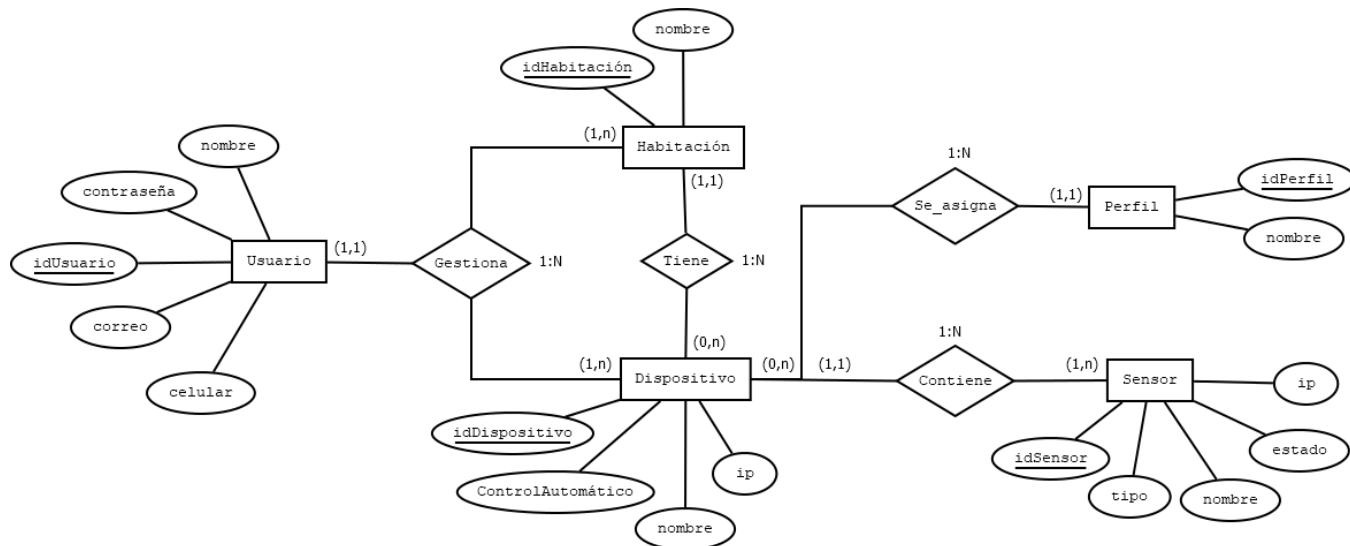 nombre
idHabitación
(1,n)
Habitación
(1,1)
nombre
contraseña
idUsuario
Usuario
(1,1)
correo
celular
Gestiona
1:N
Tiene
1:N
1:N
Se_asigna
(1,1)
Perfil
idPerfil
nombre
(1,n)
(0,n)
Dispositivo
(0,n)
(1,1)
1:N
Contiene
(1,n)
Sensor
ip
estado
nombre
tipo
idSensor
idDispositivo
ControlAutomático
nombre
ip